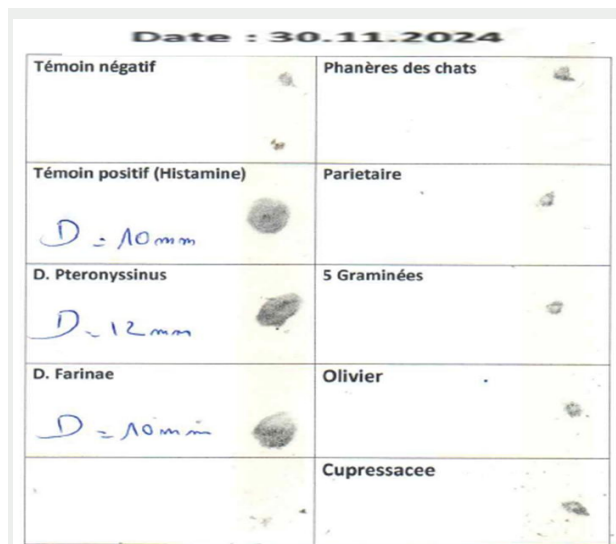 Date : 30.11.2024
Témoin négatif
Phanères des chats
Témoin positif (Histamine)
D = 10mm
Parietaire
D. Pteronyssinus
D = 12mm
5 Graminées
D. Farinae
D = 10mm
Olivier
Cupressacee